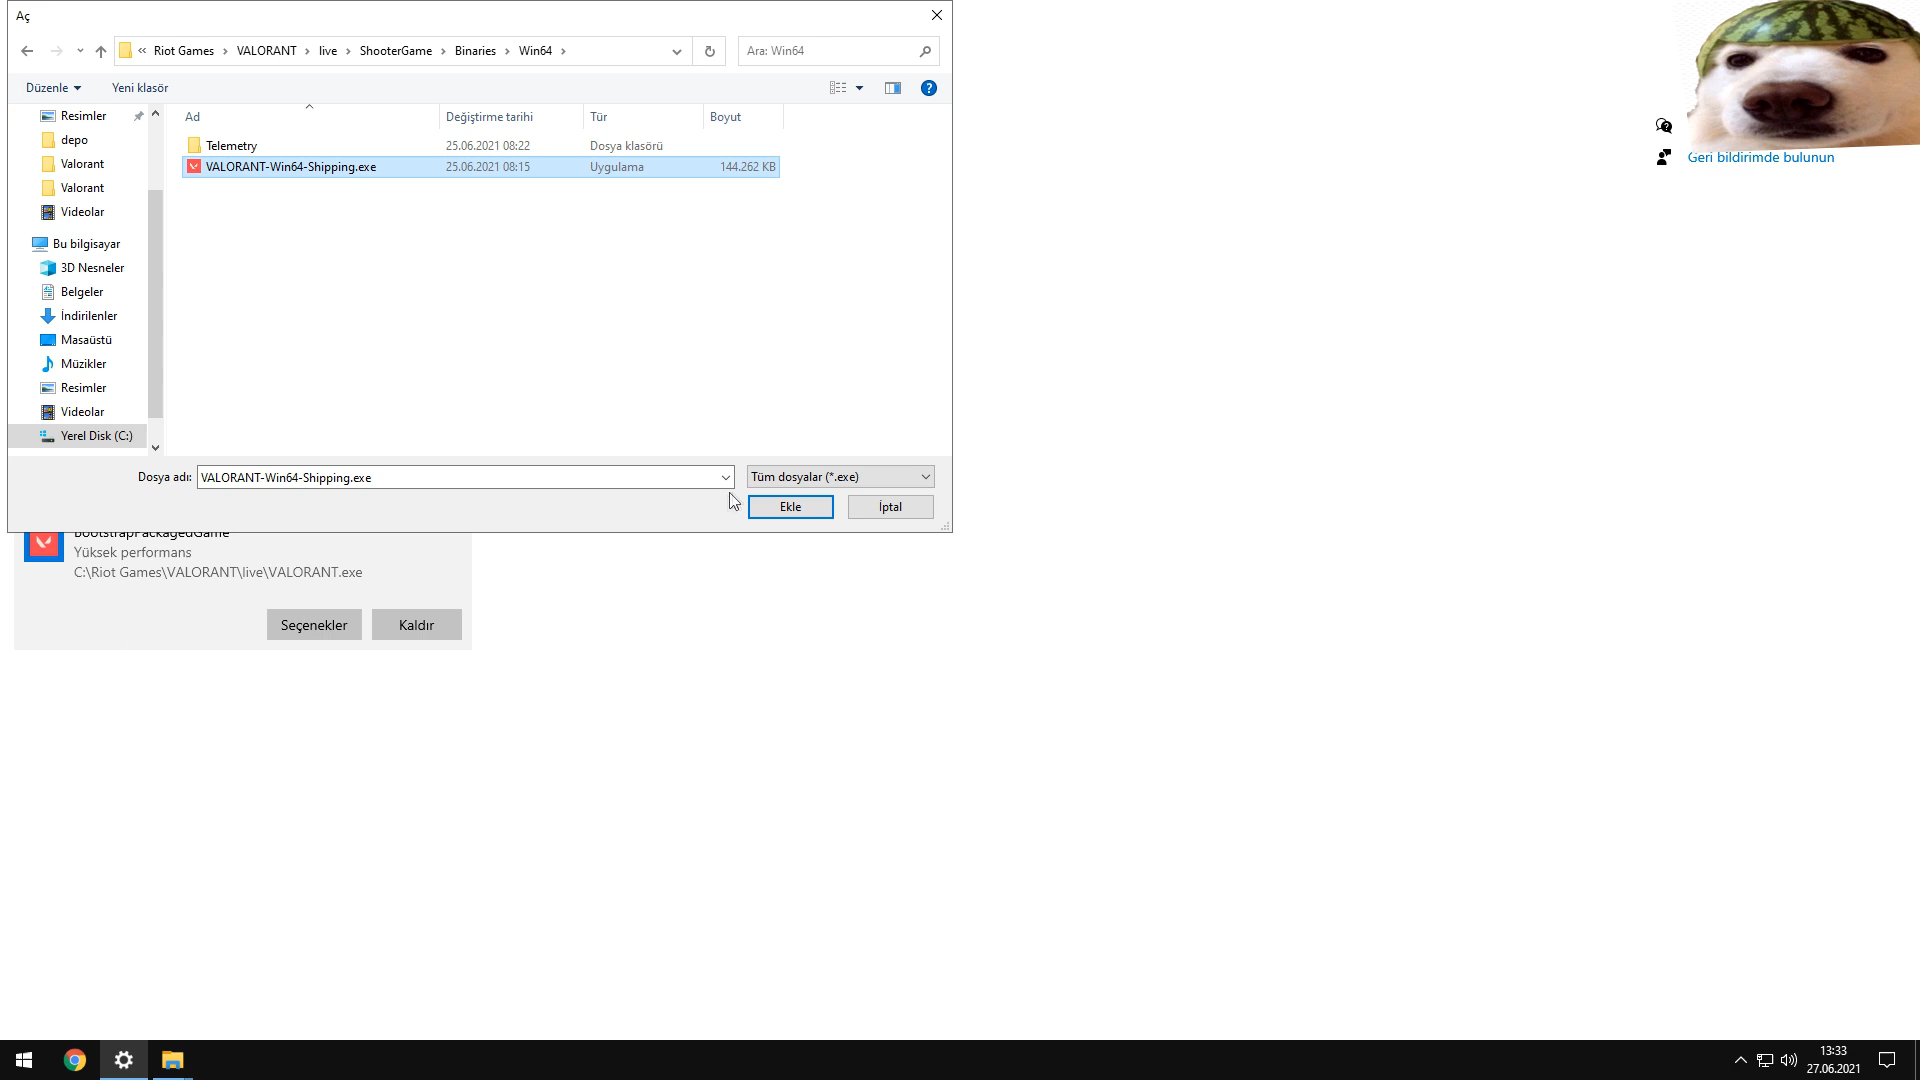 Aç
« Riot Games › VALORANT › live › ShooterGame › Binaries › Win64 ›
Ara: Win64
Düzenle
Yeni klasör
Ad
Değiştirme tarihi
Tür
Boyut
Telemetry
25.06.2021 08:22
Dosya klasörü
VALORANT-Win64-Shipping.exe
25.06.2021 08:15
Uygulama
144.262 KB
Resimler
depo
Valorant
Valorant
Videolar
Bu bilgisayar
3D Nesneler
Belgeler
İndirilenler
Masaüstü
Müzikler
Resimler
Videolar
Yerel Disk (C:)
Dosya adı:
VALORANT-Win64-Shipping.exe
Tüm dosyalar (*.exe)
Ekle
İptal
Geri bildirimde bulunun
BootstrapPackagedGame
Yüksek performans
C:\Riot Games\VALORANT\live\VALORANT.exe
Seçenekler
Kaldır
13:33
27.06.2021